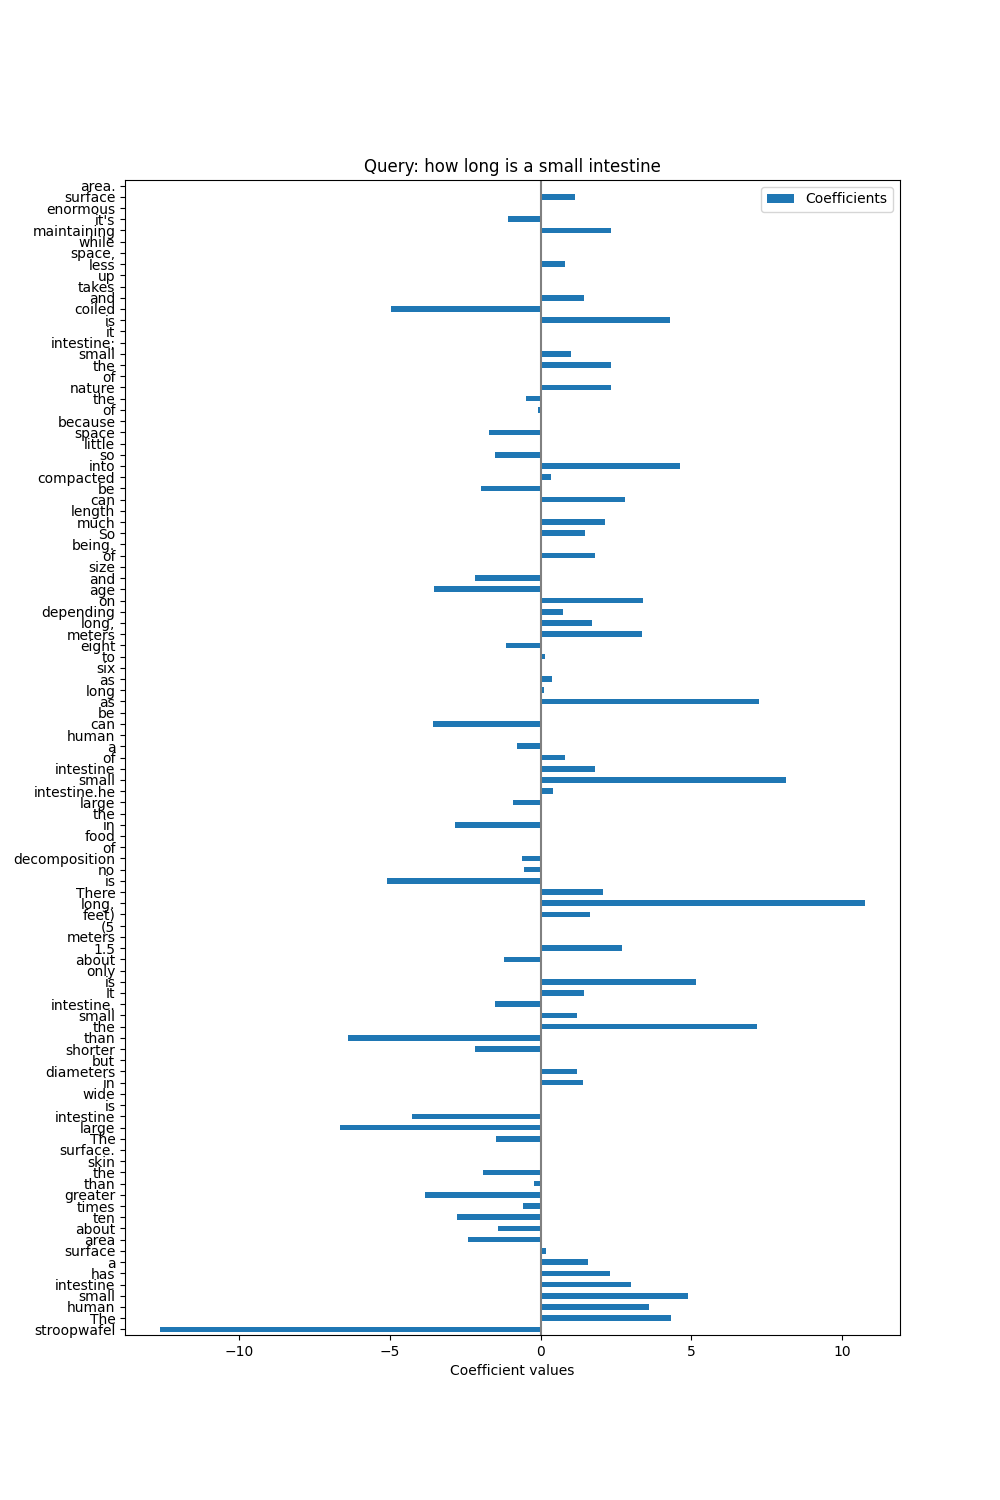 Query: how long is a small intestine
Coefficients
area.
surface
enormous
it's
maintaining
while
space,
less
up
takes
and
coiled
is
it
intestine;
small
the
of
nature
the
of
because
space
little
so
into
compacted
be
can
length
much
So
being.
of
size
and
age
on
depending
long,
meters
eight
to
six
as
long
as
be
can
human
a
of
intestine
small
intestine.he
large
the
in
food
of
decomposition
no
is
There
long.
feet)
(5
meters
1.5
about
only
is
It
intestine.
small
the
than
shorter
but
diameters
in
wide
is
intestine
large
The
surface.
skin
the
than
greater
times
ten
about
area
surface
a
has
intestine
small
human
The
stroopwafel
−10 −5 0 5 10
Coefficient values